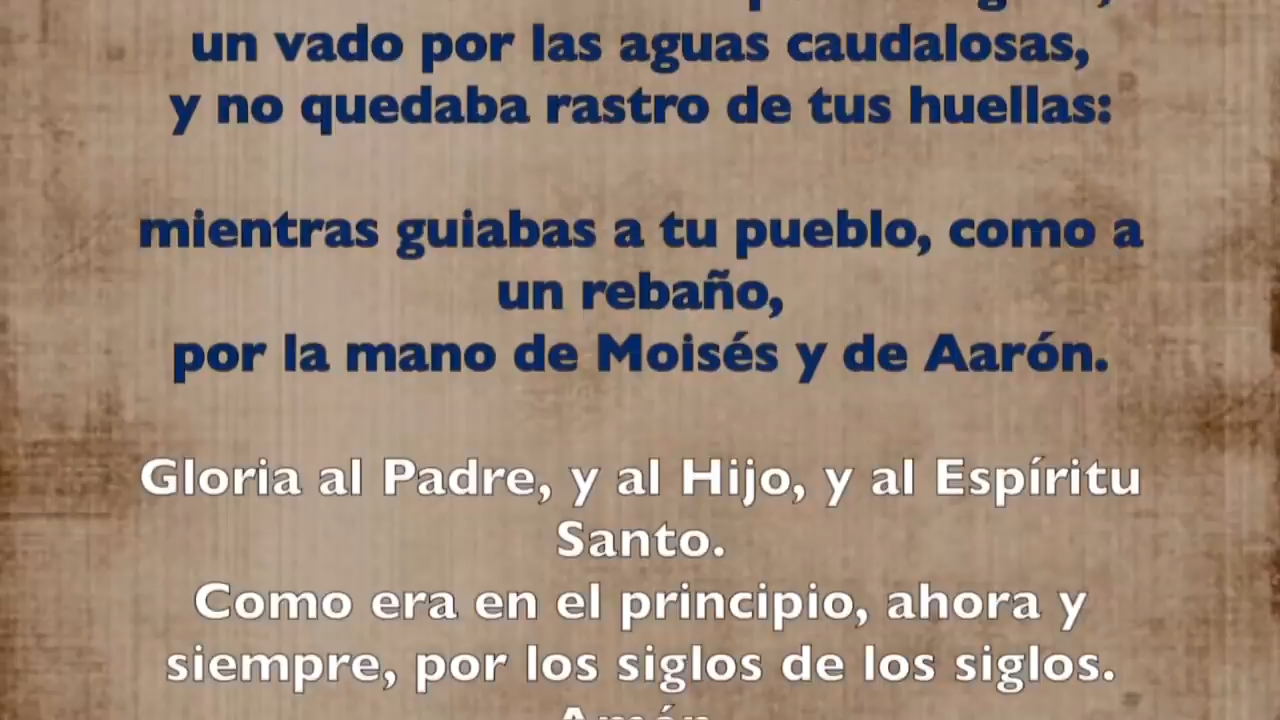 un vado por las aguas caudalosas,
y no quedaba rastro de tus huellas:
mientras guiabas a tu pueblo, como a
un rebaño,
por la mano de Moisés y de Aarón.
Gloria al Padre, y al Hijo, y al Espíritu
Santo.
Como era en el principio, ahora y
siempre, por los siglos de los siglos.
Amén.